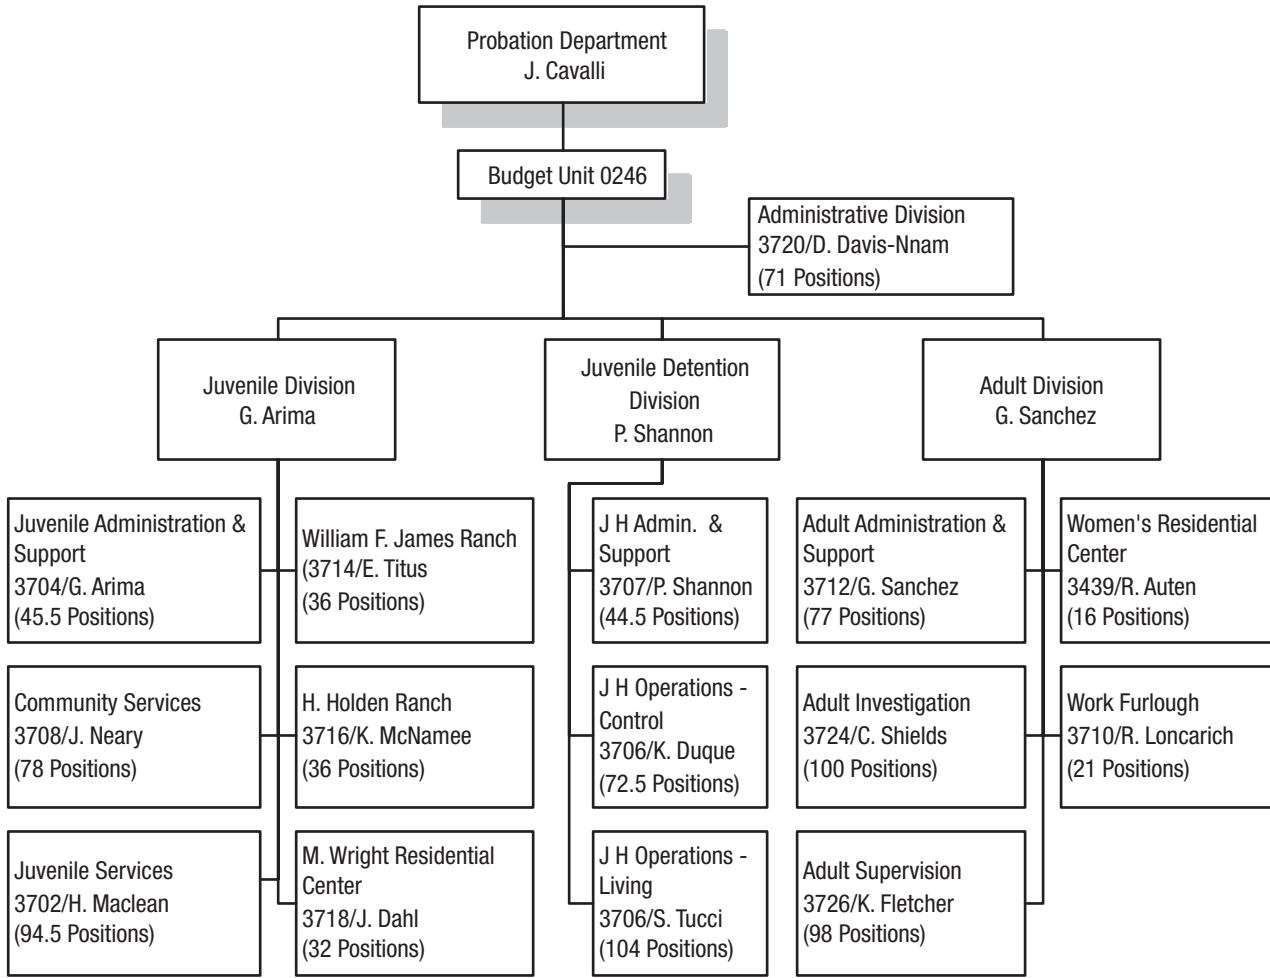 Probation Department
J. Cavalli
Budget Unit 0246
Administrative Division
3720/D. Davis-Nnam
(71 Positions)
Juvenile Division
G. Arima
Juvenile Detention
Division
P. Shannon
Adult Division
G. Sanchez
Juvenile Administration &
Support
3704/G. Arima
(45.5 Positions)
William F. James Ranch
(3714/E. Titus
(36 Positions)
J H Admin. &
Support
3707/P. Shannon
(44.5 Positions)
Adult Administration &
Support
3712/G. Sanchez
(77 Positions)
Women's Residential
Center
3439/R. Auten
(16 Positions)
Community Services
3708/J. Neary
(78 Positions)
H. Holden Ranch
3716/K. McNamee
(36 Positions)
J H Operations -
Control
3706/K. Duque
(72.5 Positions)
Adult Investigation
3724/C. Shields
(100 Positions)
Work Furlough
3710/R. Loncarich
(21 Positions)
Juvenile Services
3702/H. Maclean
(94.5 Positions)
M. Wright Residential
Center
3718/J. Dahl
(32 Positions)
J H Operations -
Living
3706/S. Tucci
(104 Positions)
Adult Supervision
3726/K. Fletcher
(98 Positions)